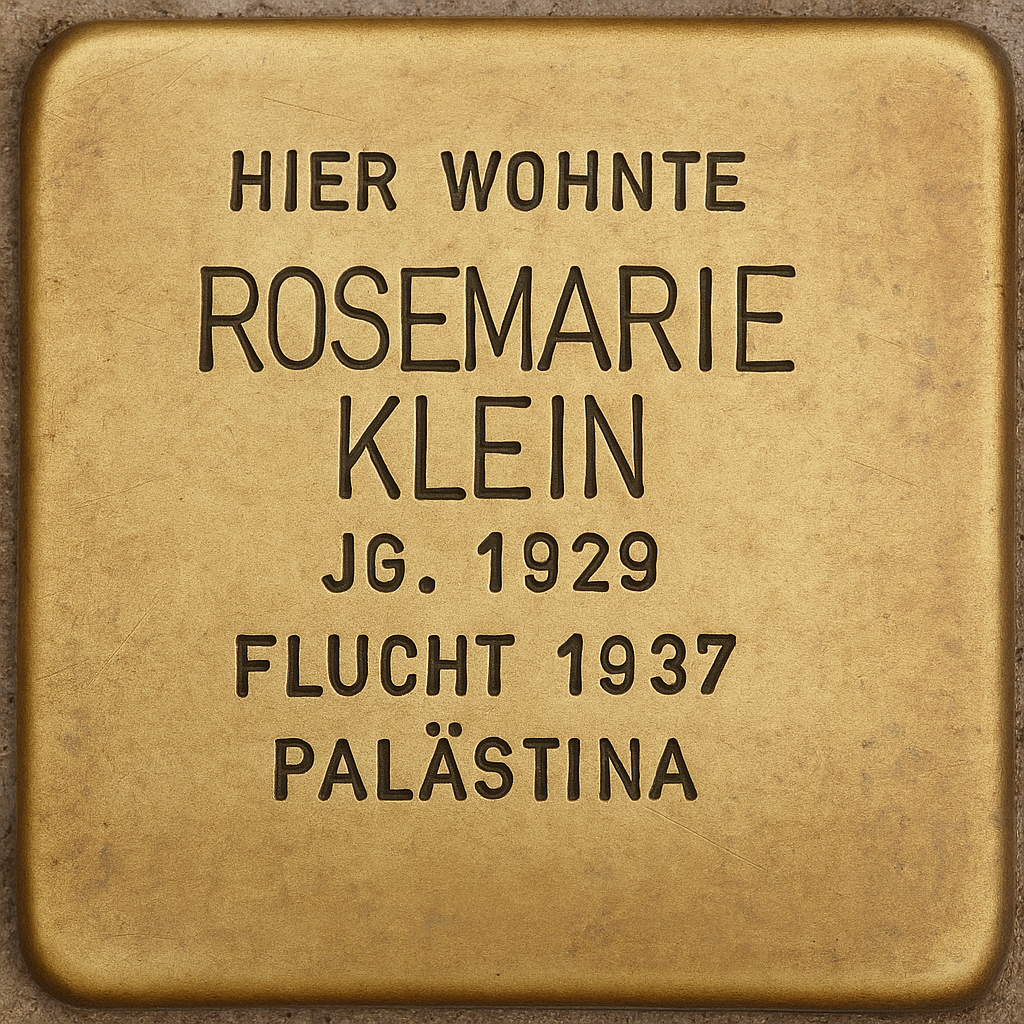 HIER WOHNTE
ROSEMARIE
KLEIN
JG. 1929
FLUCHT 1937
PALÄSTINA